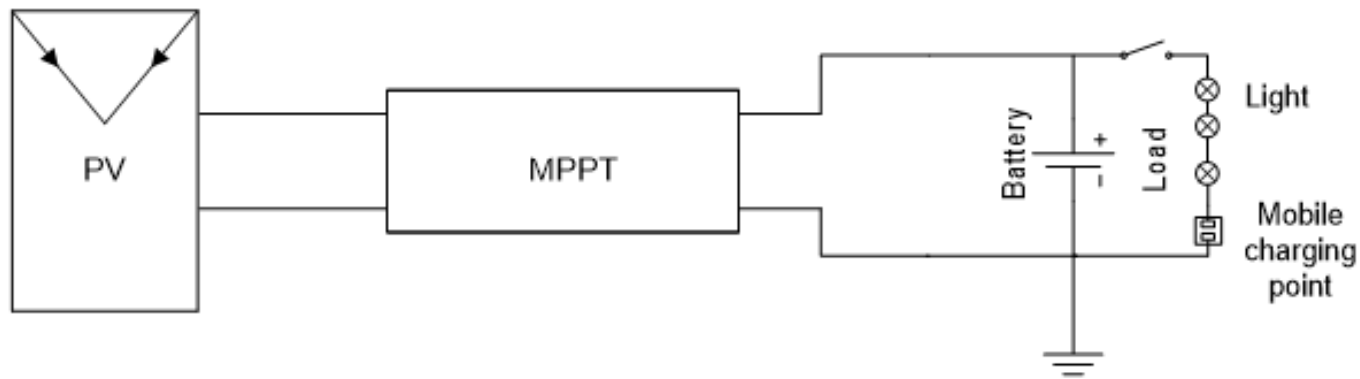 PV
MPPT
Battery
+
−
Load
Light
Mobile
charging
point